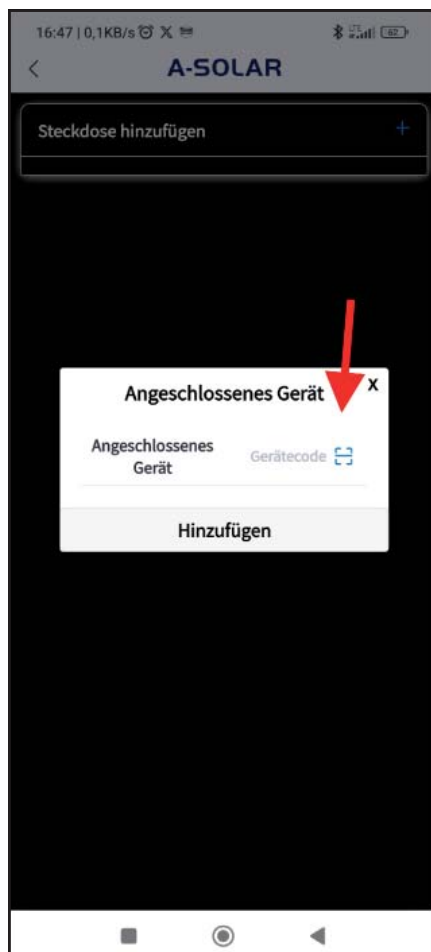 16:47 | 0,1KB/s
A-SOLAR
Steckdose hinzufügen +
Angeschlossenes Gerät x
Angeschlossenes
Gerät
Gerätecode
Hinzufügen